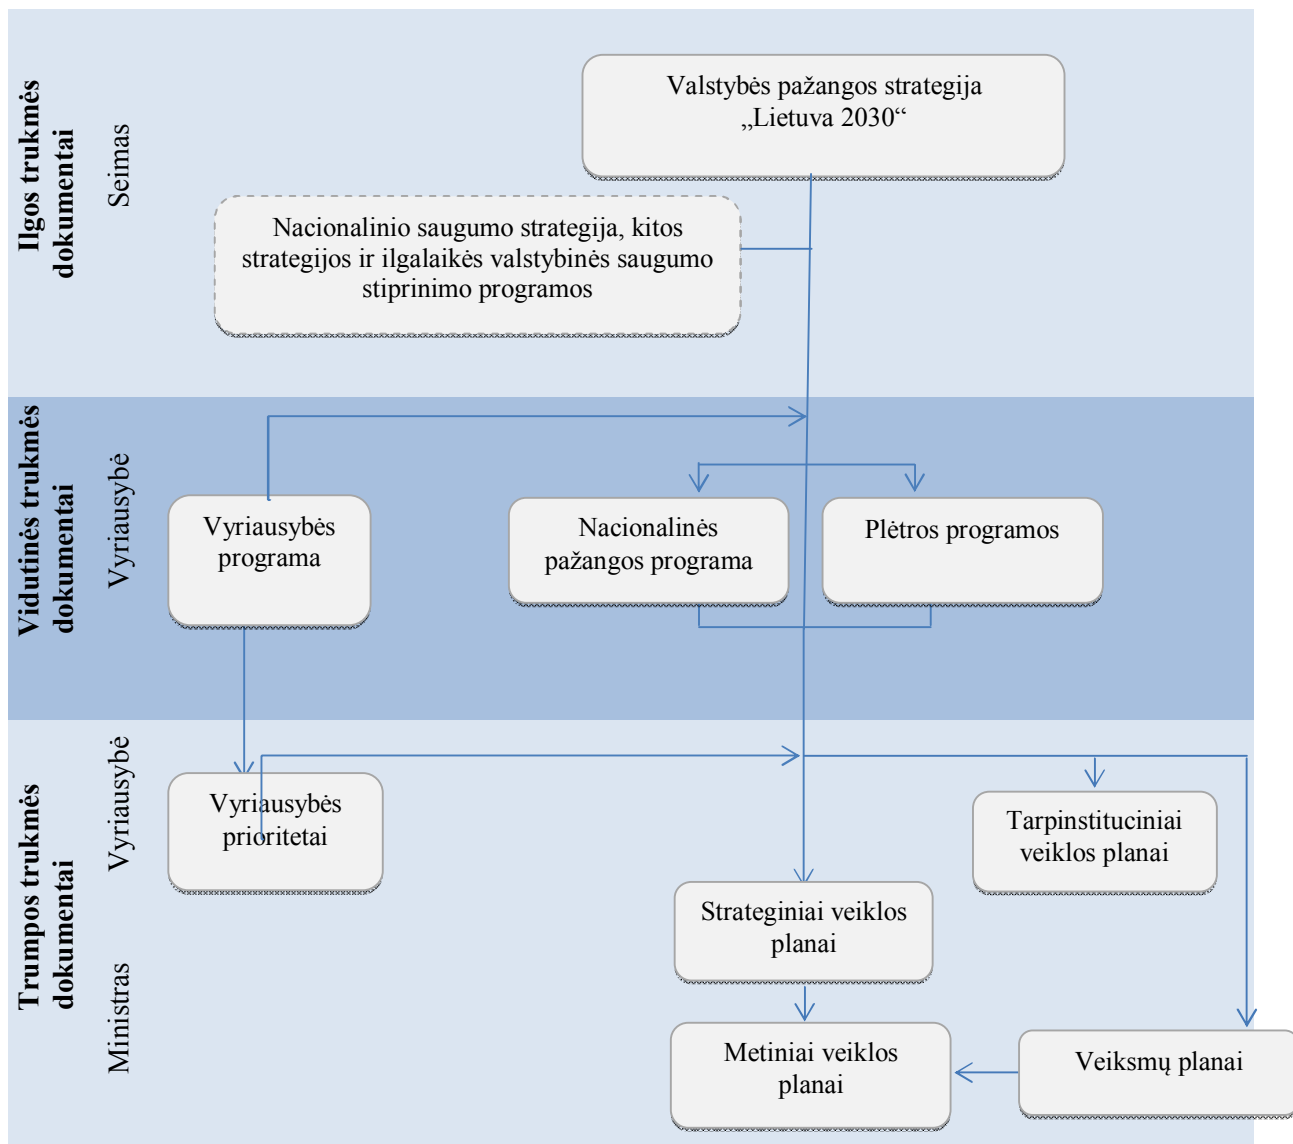 Ilgos trukmės
dokumentai
Seimas
Valstybės pažangos strategija
„Lietuva 2030“
Nacionalinio saugumo strategija, kitos
strategijos ir ilgalaikės valstybinės saugumo
stiprinimo programos
Vidutinės trukmės
dokumentai
Vyriausybė
Vyriausybės
programa
Nacionalinės
pažangos programa
Plėtros programos
Trumpos trukmės
dokumentai
Vyriausybė
Vyriausybės
prioritetai
Tarpinstituciniai
veiklos planai
Strateginiai veiklos
planai
Ministras
Metiniai veiklos
planai
Veiksmų planai